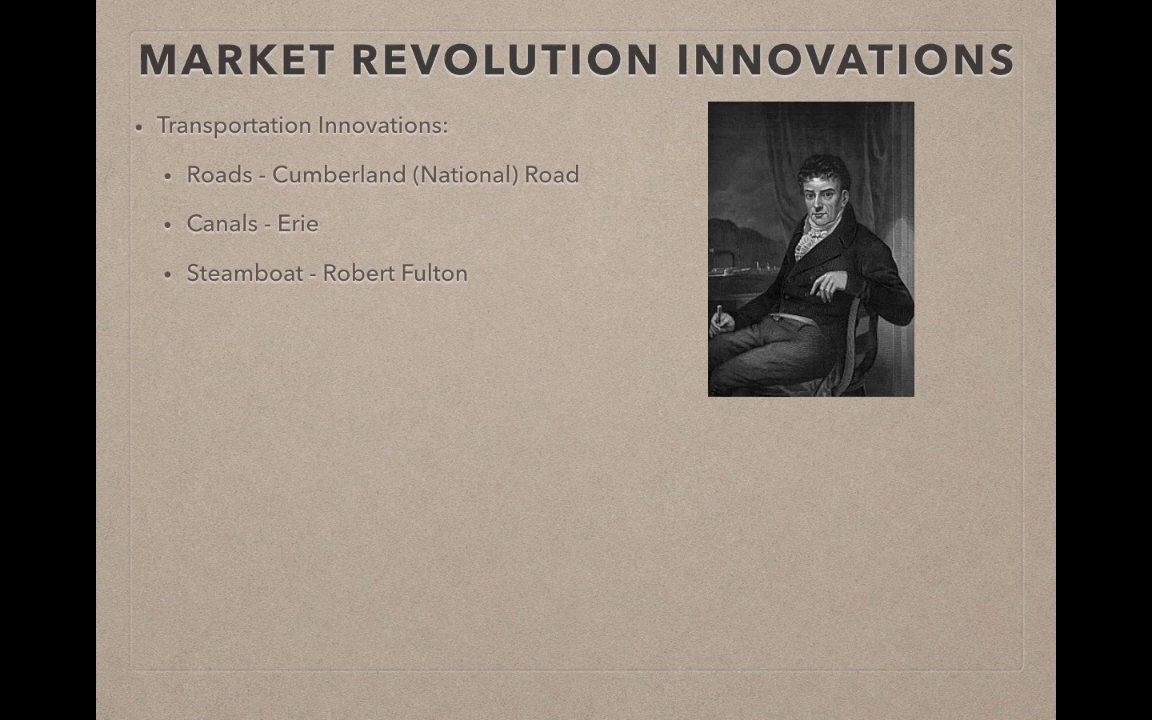 MARKET REVOLUTION INNOVATIONS
• Transportation Innovations:
• Roads - Cumberland (National) Road
• Canals - Erie
• Steamboat - Robert Fulton